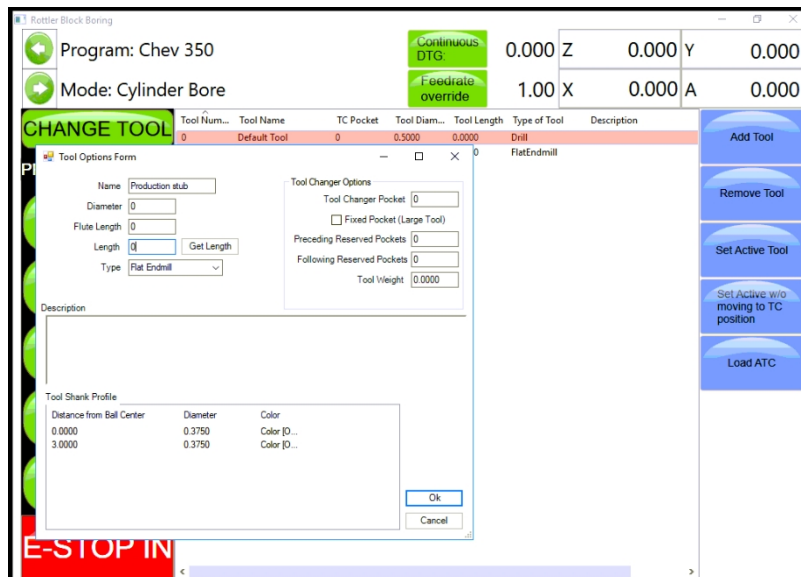 Rottler Block Boring
Program: Chev 350
Continuous DTG: 0.000 Z 0.000 Y 0.000
Mode: Cylinder Bore
Feedrate override 1.00 X 0.000 A 0.000
CHANGE TOOL
Tool Num... Tool Name TC Pocket Tool Diam... Tool Length Type of Tool Description
0 Default Tool 0 0.5000 0.0000 Drill
0 FlatEndmill
Tool Options Form
Name Production stub
Diameter 0
Flute Length 0
Length 0 Get Length
Type Flat Endmill
Tool Changer Options
Tool Changer Pocket 0
Fixed Pocket (Large Tool)
Preceding Reserved Pockets 0
Following Reserved Pockets 0
Tool Weight 0.0000
Description
Tool Shank Profile
Distance from Ball Center Diameter Color
0.0000 0.3750 Color [O...
3.0000 0.3750 Color [O...
Ok
Cancel
E-STOP IN
Add Tool
Remove Tool
Set Active Tool
Set Active w/o
moving to TC
position
Load ATC